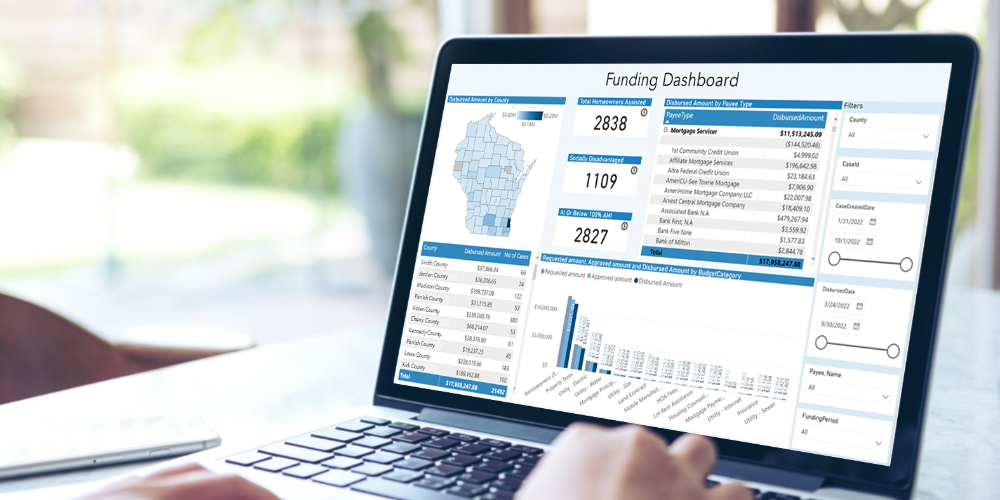 Funding Dashboard
Disbursed Amount by County
$0.00M $0.28M
$0.14M
County Disbursed Amount No of Cases
Smith County $37,866.34 66
Jordan County $36,206.65 74
Madison County $189,737.08 122
Parrish County $31,515.85 53
Aiden County $338,040.76 380
Cherry County $68,214.07 53
Kennedy County $38,376.90 61
Parrish County $19,237.25 45
Lowe County $228,019.66 183
Kirk County $189,162.88 102
Total $17,958,247.88 21492
Total Homeowners Assisted
2838
Socially Disadvantaged
1109
At Or Below 100% AMI
2827
Disbursed Amount by Payee Type
PayeeType DisbursedAmount
Mortgage Servicer $11,513,245.09
($144,520.46)
1st Community Credit Union $4,999.02
Affiliate Mortgage Services $196,842.98
Altra Federal Credit Union $23,184.63
AmeriCU-See Towne Mortgage $7,906.90
AmeriHome Mortgage Company LLC $22,007.98
Arvest Central Mortgage Company $18,409.10
Associated Bank N.A $479,267.94
Bank First, N.A $3,559.92
Bank Five Nine $1,577.83
Bank of Milton $2,844.78
Total $17,958,247.88
Requested amount, Approved amount and Disbursed Amount by BudgetCategory
Requested amount Approved amount Disbursed Amount
$10,000,000
$5,000,000
$0
Reinstatement (S...
Property Taxes
Utility - Electric
Utility - Water
Mortgage Princip...
Utility - Gas
Land Contract
Mobile Manufact...
HOA Fees
Lot Rent Assistance
Housing Counseli...
Mortgage Payme...
Utility - Internet
Insurance
Utility - Sewer
Filters
County
All
CaseId
All
CaseCreatedDate
1/31/2022
10/1/2022
DisbursedDate
3/24/2022
9/30/2022
Payee, Name
All
FundingPeriod
All